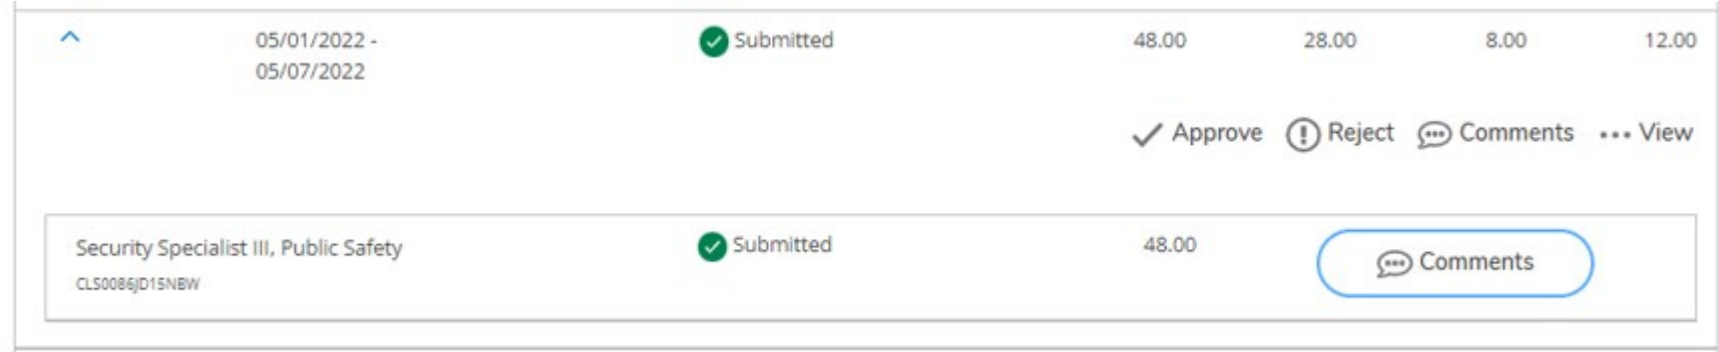 05/01/2022 - Submitted 48.00 28.00 8.00 12.00
05/07/2022
Approve Reject Comments View
Security Specialist III, Public Safety Submitted 48.00 Comments
CLS0086JD15NBW